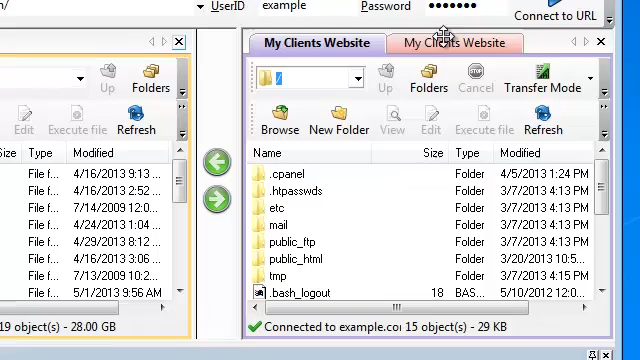 UserID example Password ●●●●●●● Connect to URL
My Clients Website My Clients Website
Up Folders / Up Folders Cancel Transfer Mode
Edit Execute file Refresh Browse New Folder View Edit Execute file Refresh
Size Type Modified Name Size Type Modified
File f... 4/16/2013 9:13 ... .cpanel Folder 4/5/2013 1:24 PM
File f... 4/16/2013 2:52 ... .htpasswds Folder 3/7/2013 4:13 PM
File f... 7/14/2009 12:0 ... etc Folder 3/7/2013 4:13 PM
File f... 4/24/2013 1:04 ... mail Folder 3/7/2013 4:13 PM
File f... 4/29/2013 8:12 ... public_ftp Folder 3/7/2013 4:13 PM
File f... 4/16/2013 3:06 ... public_html Folder 3/20/2013 10:5...
File f... 7/13/2009 10:2... tmp Folder 3/7/2013 4:15 PM
File f... 5/1/2013 9:56 AM .bash_logout 18 BAS... 5/10/2012 12:0...
19 object(s) - 28.00 GB Connected to example.co 15 object(s) - 29 KB